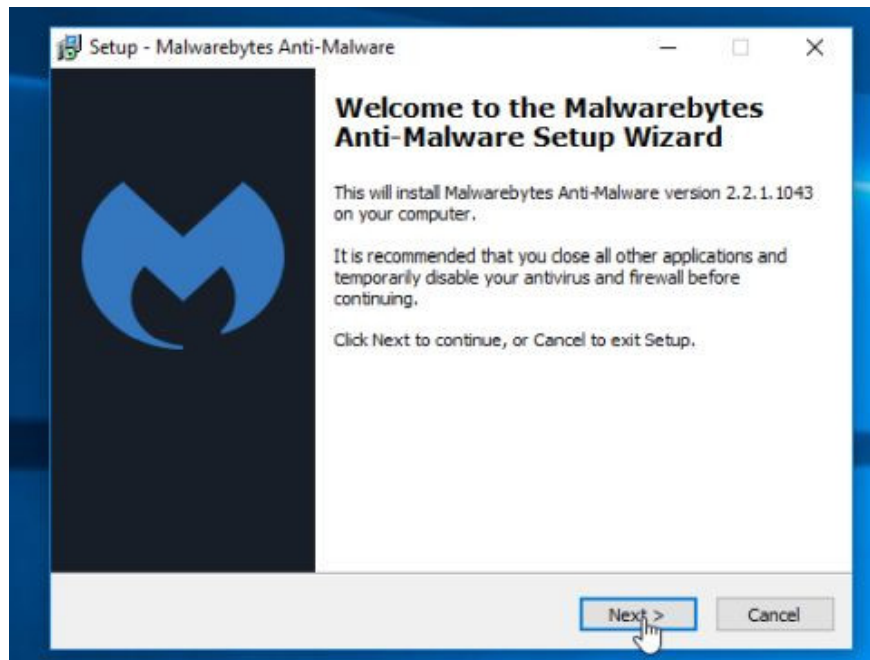 Setup - Malwarebytes Anti-Malware
Welcome to the Malwarebytes
Anti-Malware Setup Wizard
This will install Malwarebytes Anti-Malware version 2.2.1.1043
on your computer.
It is recommended that you close all other applications and
temporarily disable your antivirus and firewall before
continuing.
Click Next to continue, or Cancel to exit Setup.
Next >
Cancel